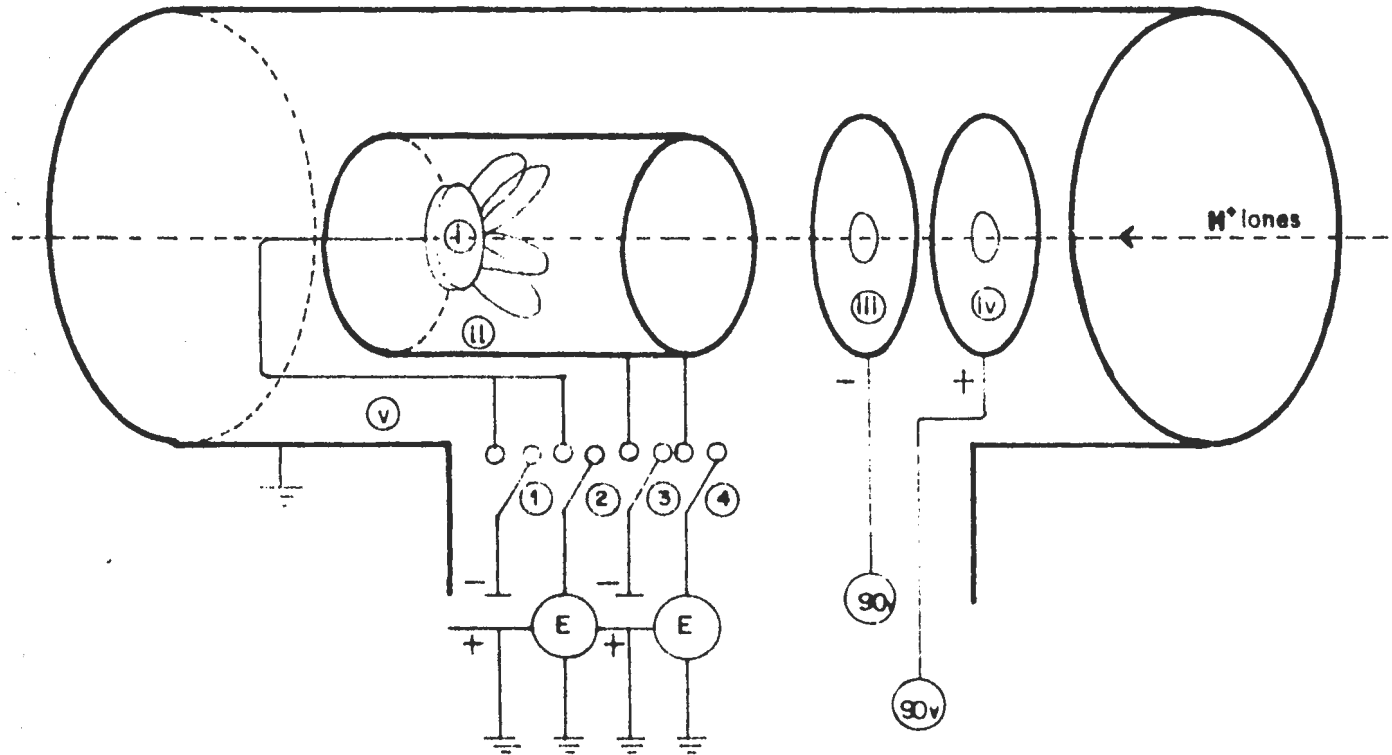 i
H⁺ Iones
ii
iii
iv
- +
v
1 2 3 4
- -
90v
E E
+ +
90v